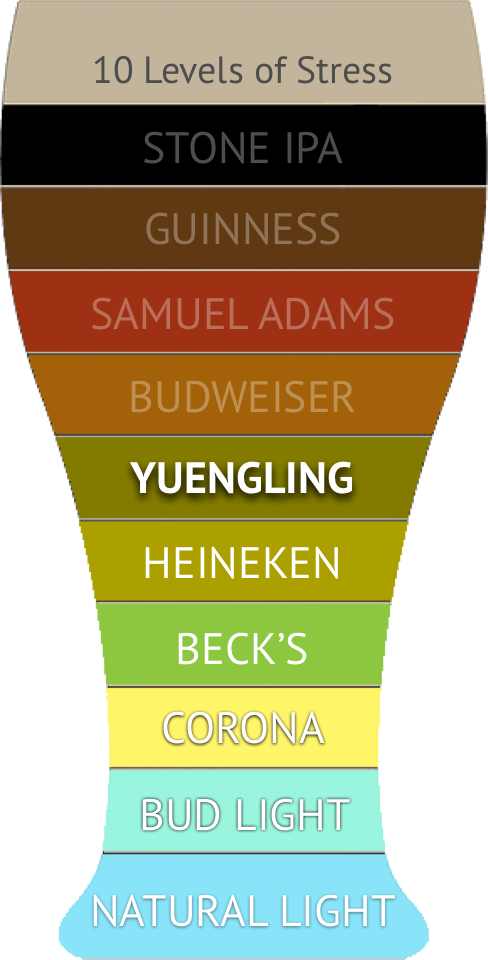 10 Levels of Stress
STONE IPA
GUINNESS
SAMUEL ADAMS
BUDWEISER
YUENGLING
HEINEKEN
BECK’S
CORONA
BUD LIGHT
NATURAL LIGHT